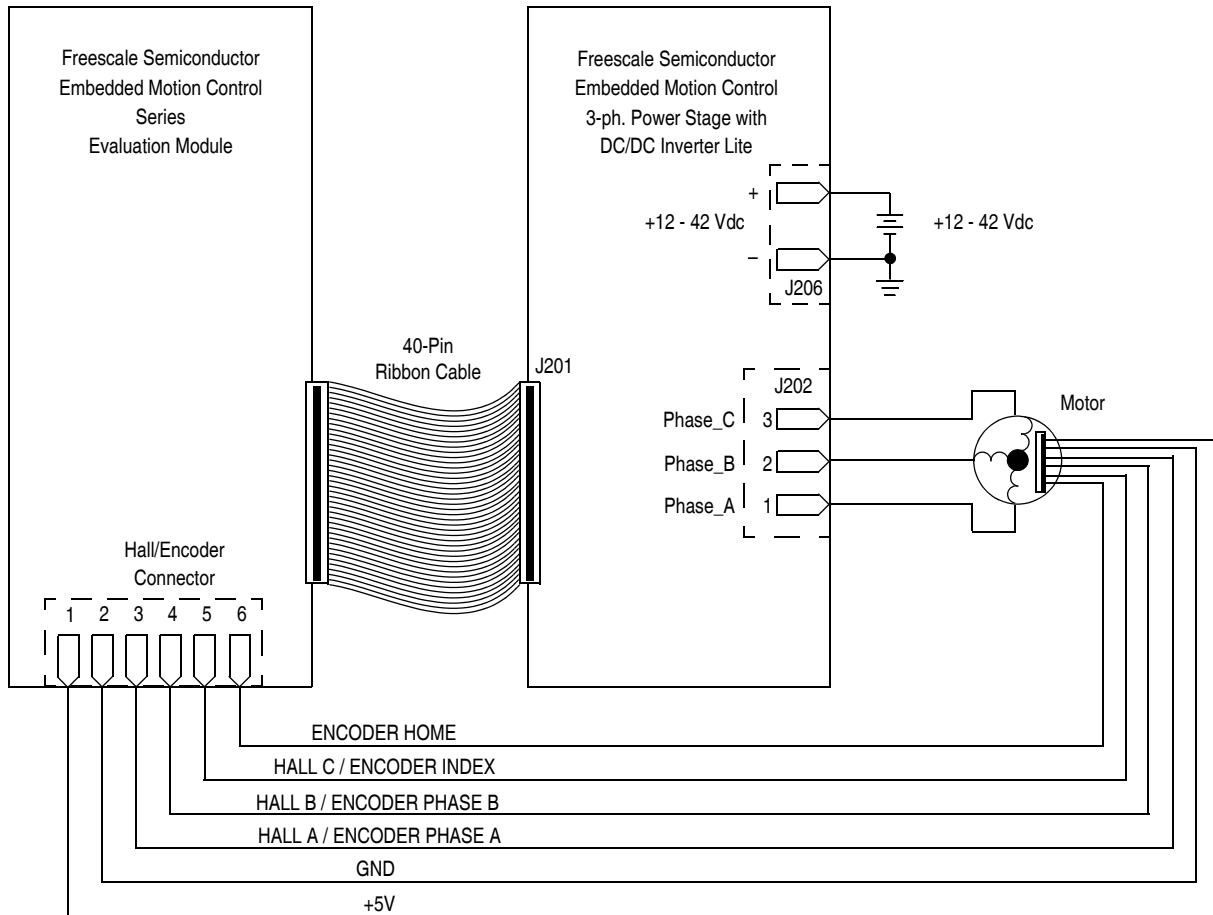 Freescale Semiconductor
Embedded Motion Control
Series
Evaluation Module
Freescale Semiconductor
Embedded Motion Control
3-ph. Power Stage with
DC/DC Inverter Lite
+
+12 - 42 Vdc
–
J206
+12 - 42 Vdc
40-Pin
Ribbon Cable
J201
J202
Phase_C 3
Phase_B 2
Phase_A 1
Motor
Hall/Encoder
Connector
1 2 3 4 5 6
ENCODER HOME
HALL C / ENCODER INDEX
HALL B / ENCODER PHASE B
HALL A / ENCODER PHASE A
GND
+5V